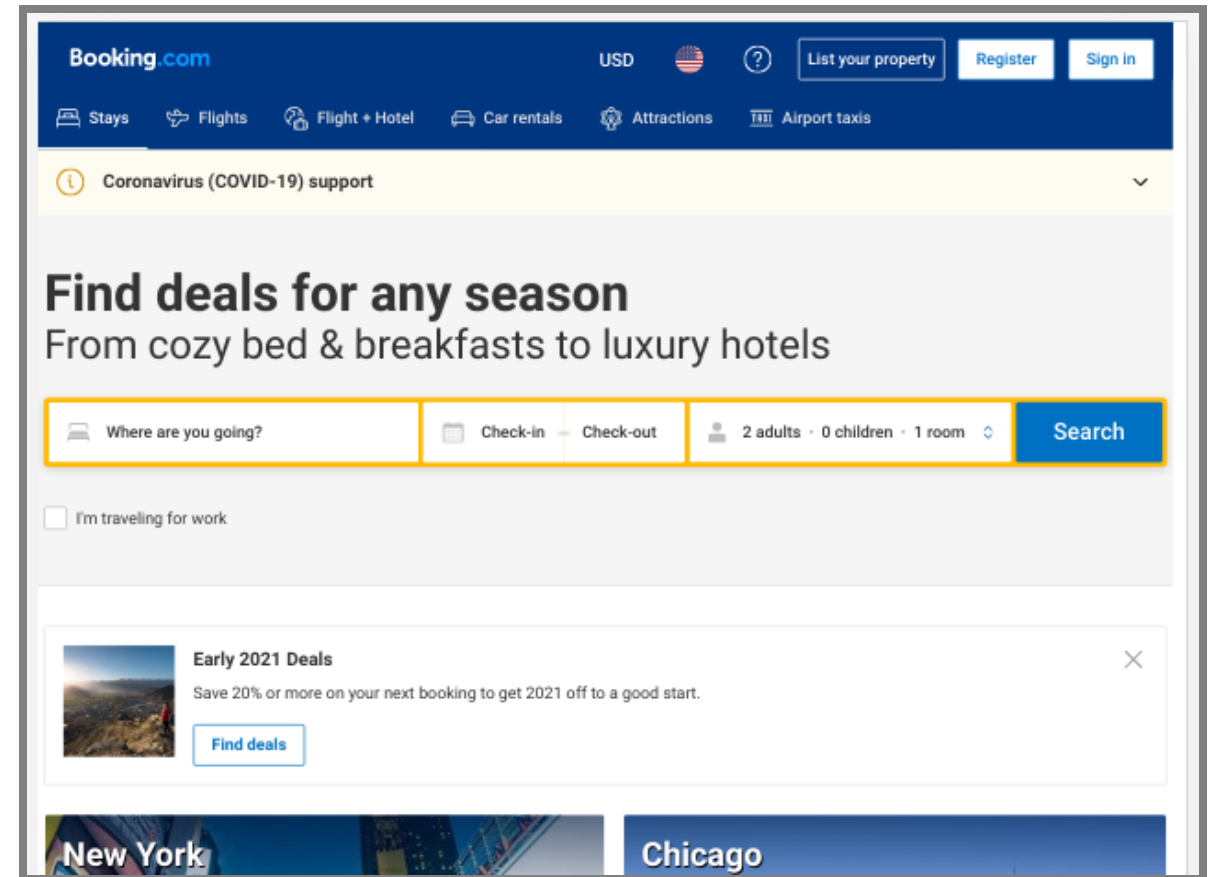 Booking.com
USD
List your property
Register
Sign in
Stays
Flights
Flight + Hotel
Car rentals
Attractions
TAXI
Airport taxis
Coronavirus (COVID-19) support
Find deals for any season
From cozy bed & breakfasts to luxury hotels
Where are you going?
Check-in — Check-out
2 adults · 0 children · 1 room
Search
I'm traveling for work
Early 2021 Deals
Save 20% or more on your next booking to get 2021 off to a good start.
Find deals
New York
Chicago